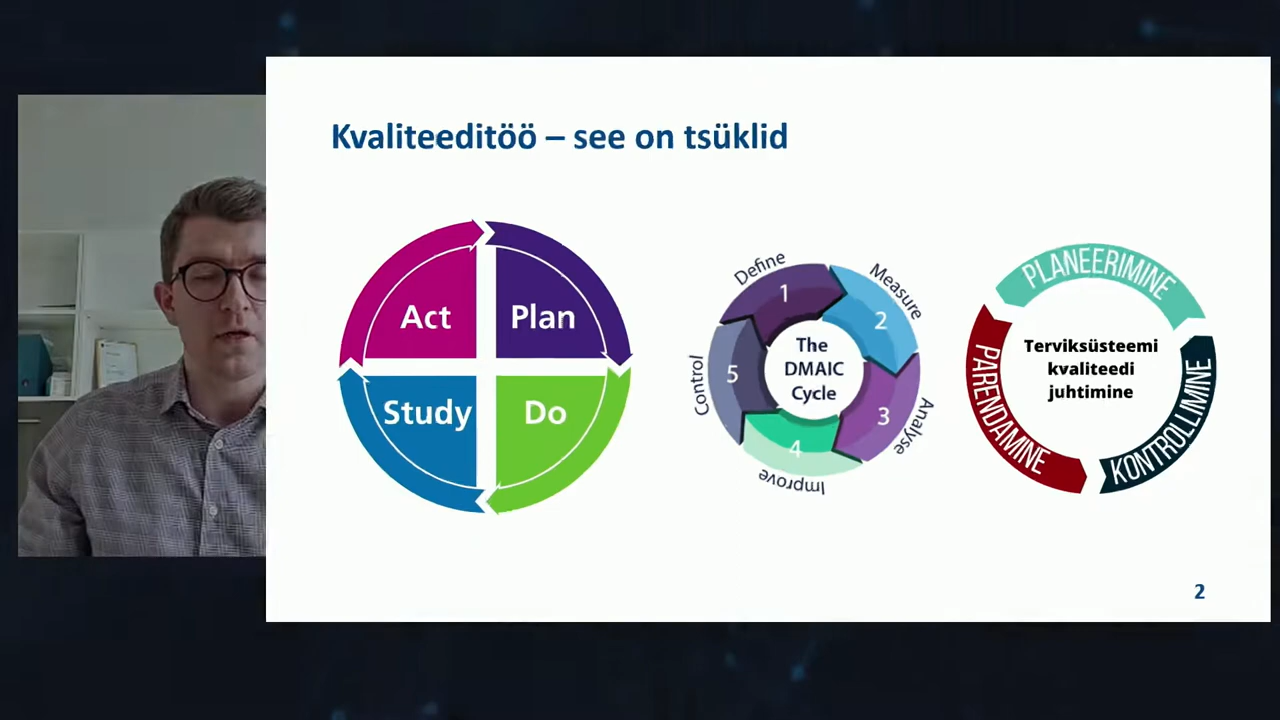 Kvaliteeditöö – see on tsüklid
Act
Plan
Study
Do
Define
1
Measure
2
Analyse
3
Improve
4
Control
5
The
DMAIC
Cycle
PLANEERIMINE
KONTROLLIMINE
PARENDAMINE
Terviksüsteemi
kvaliteedi
juhtimine
2